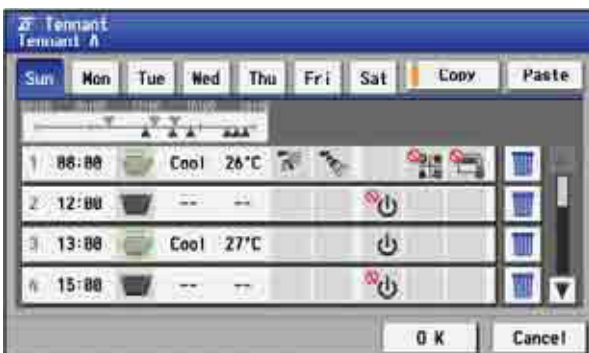 2F Tennant
Tennant A
Sun Mon Tue Wed Thu Fri Sat Copy Paste
1 08:00 Cool 26°C
2 12:00 -- --
3 13:00 Cool 27°C
15:00 -- --
OK Cancel